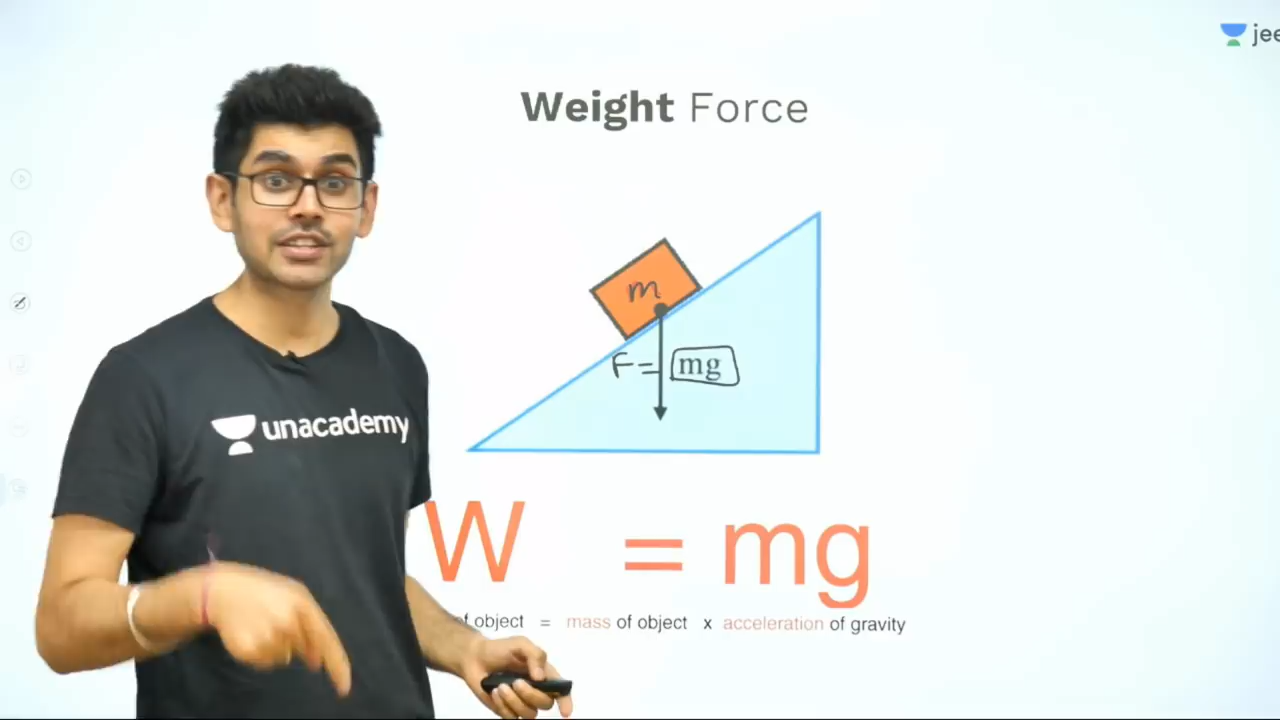 jee
Weight Force
m
F = mg
unacademy
W = mg
of object = mass of object x acceleration of gravity